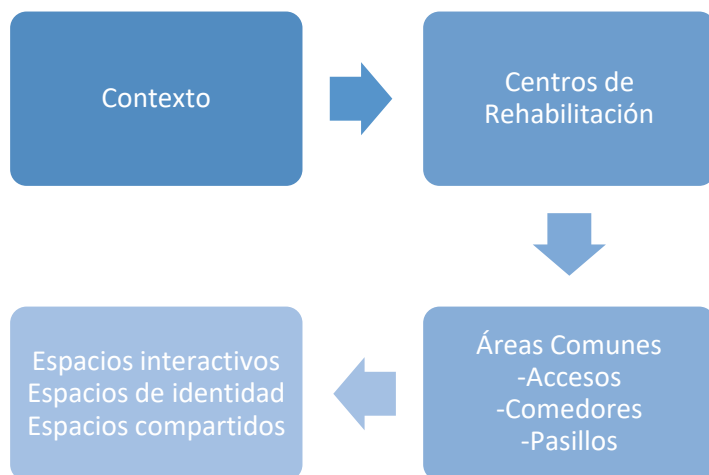 Contexto
Centros de
Rehabilitación
Áreas Comunes
-Accesos
-Comedores
-Pasillos
Espacios interactivos
Espacios de identidad
Espacios compartidos